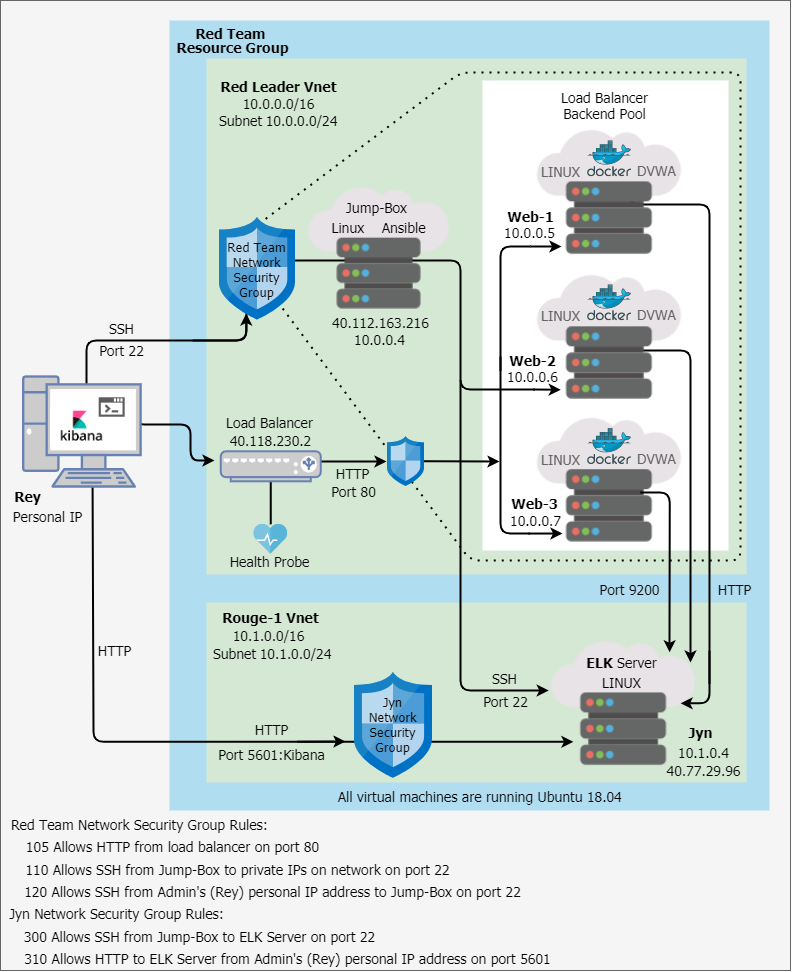 Red Team
Resource Group
Red Leader Vnet
10.0.0.0/16
Subnet 10.0.0.0/24
Load Balancer
Backend Pool
LINUX docker DVWA
Web-1
10.0.0.5
Jump-Box
Linux Ansible
40.112.163.216
10.0.0.4
Red Team
Network
Security
Group
LINUX docker DVWA
Web-2
10.0.0.6
SSH
Port 22
kibana
Rey
Personal IP
Load Balancer
40.118.230.2
HTTP
Port 80
Health Probe
LINUX docker DVWA
Web-3
10.0.0.7
Port 9200
HTTP
Rouge-1 Vnet
10.1.0.0/16
Subnet 10.1.0.0/24
HTTP
SSH
Port 22
ELK Server
LINUX
Jyn
10.1.0.4
40.77.29.96
HTTP
Port 5601:Kibana
Jyn
Network
Security
Group
All virtual machines are running Ubuntu 18.04
Red Team Network Security Group Rules:
105 Allows HTTP from load balancer on port 80
110 Allows SSH from Jump-Box to private IPs on network on port 22
120 Allows SSH from Admin's (Rey) personal IP address to Jump-Box on port 22
Jyn Network Security Group Rules:
300 Allows SSH from Jump-Box to ELK Server on port 22
310 Allows HTTP to ELK Server from Admin's (Rey) personal IP address on port 5601